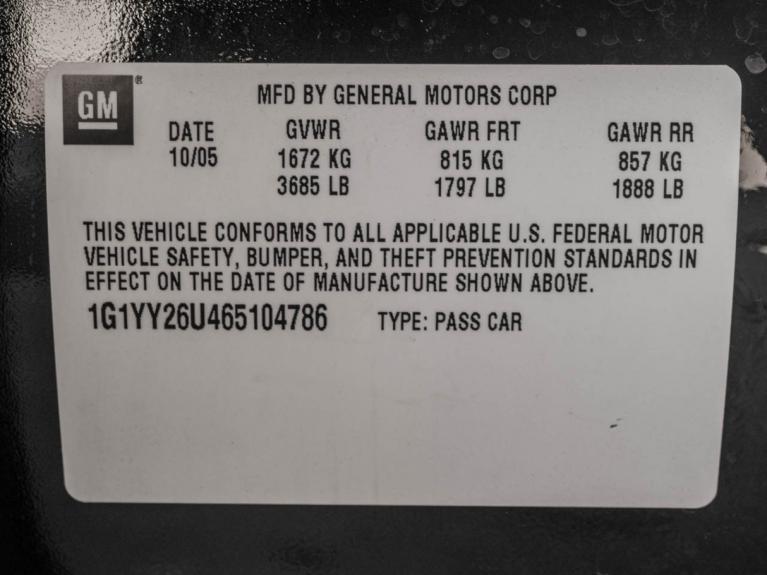 GM ®
MFD BY GENERAL MOTORS CORP
DATE GVWR GAWR FRT GAWR RR
10/05 1672 KG 815 KG 857 KG
3685 LB 1797 LB 1888 LB
THIS VEHICLE CONFORMS TO ALL APPLICABLE U.S. FEDERAL MOTOR
VEHICLE SAFETY, BUMPER, AND THEFT PREVENTION STANDARDS IN
EFFECT ON THE DATE OF MANUFACTURE SHOWN ABOVE.
1G1YY26U465104786 TYPE: PASS CAR